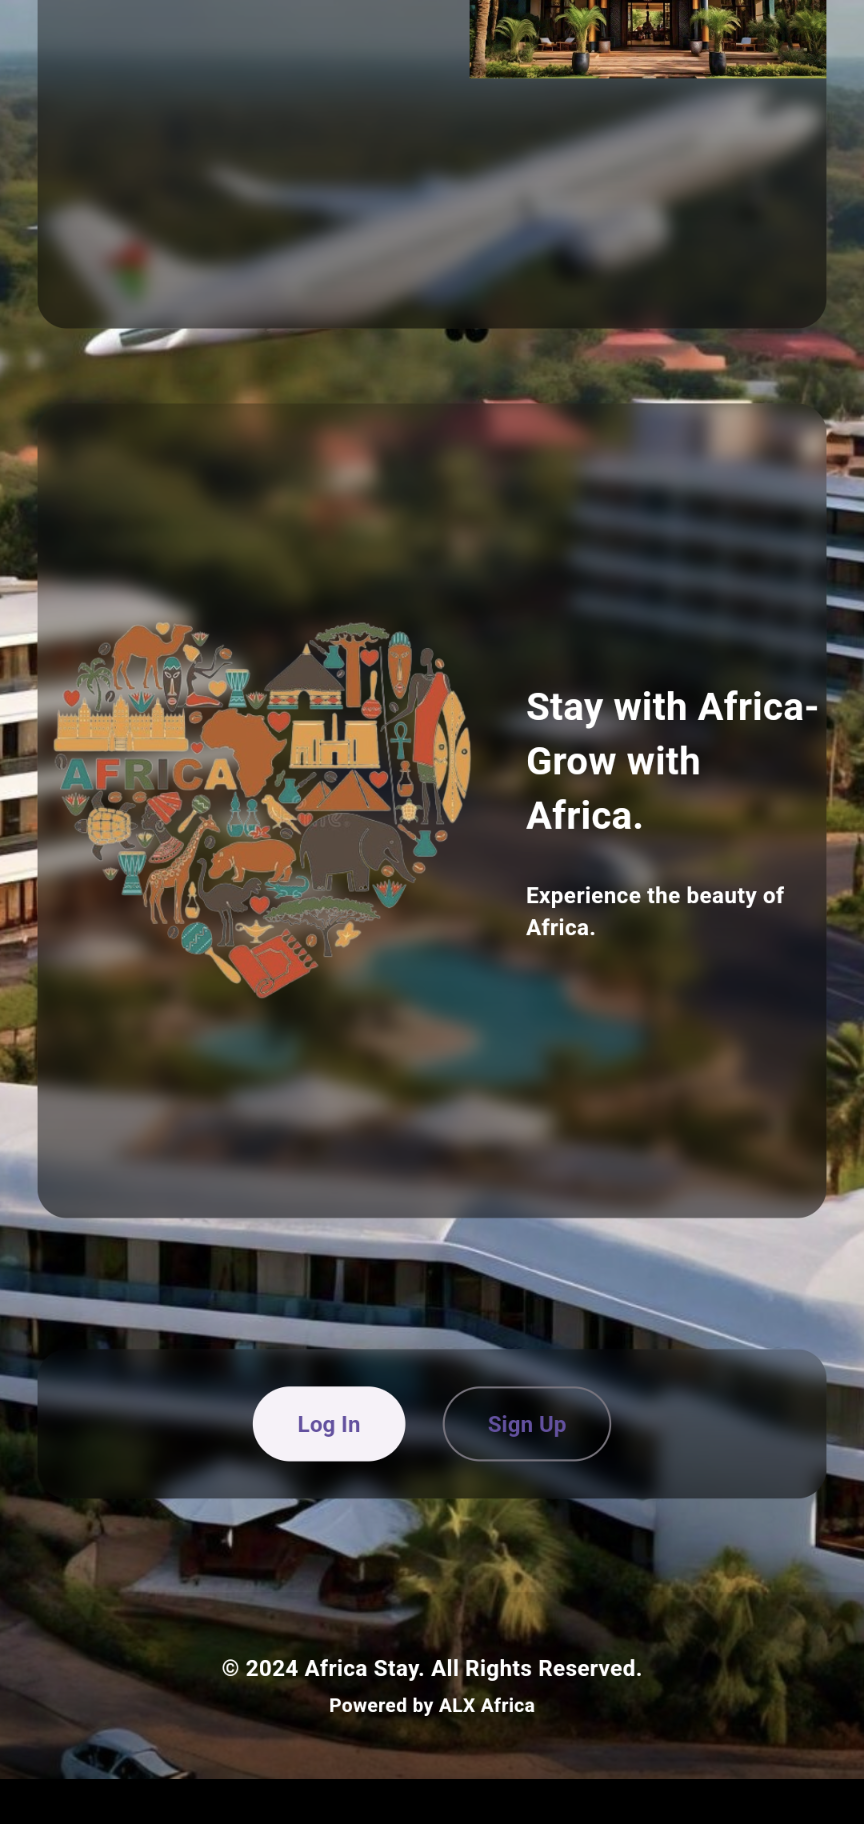 AFRICA
Stay with Africa-
Grow with
Africa.
Experience the beauty of
Africa.
Log In
Sign Up
© 2024 Africa Stay. All Rights Reserved.
Powered by ALX Africa